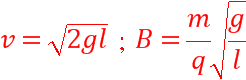 v = √(2gl) ; B = m/q √(g/l)